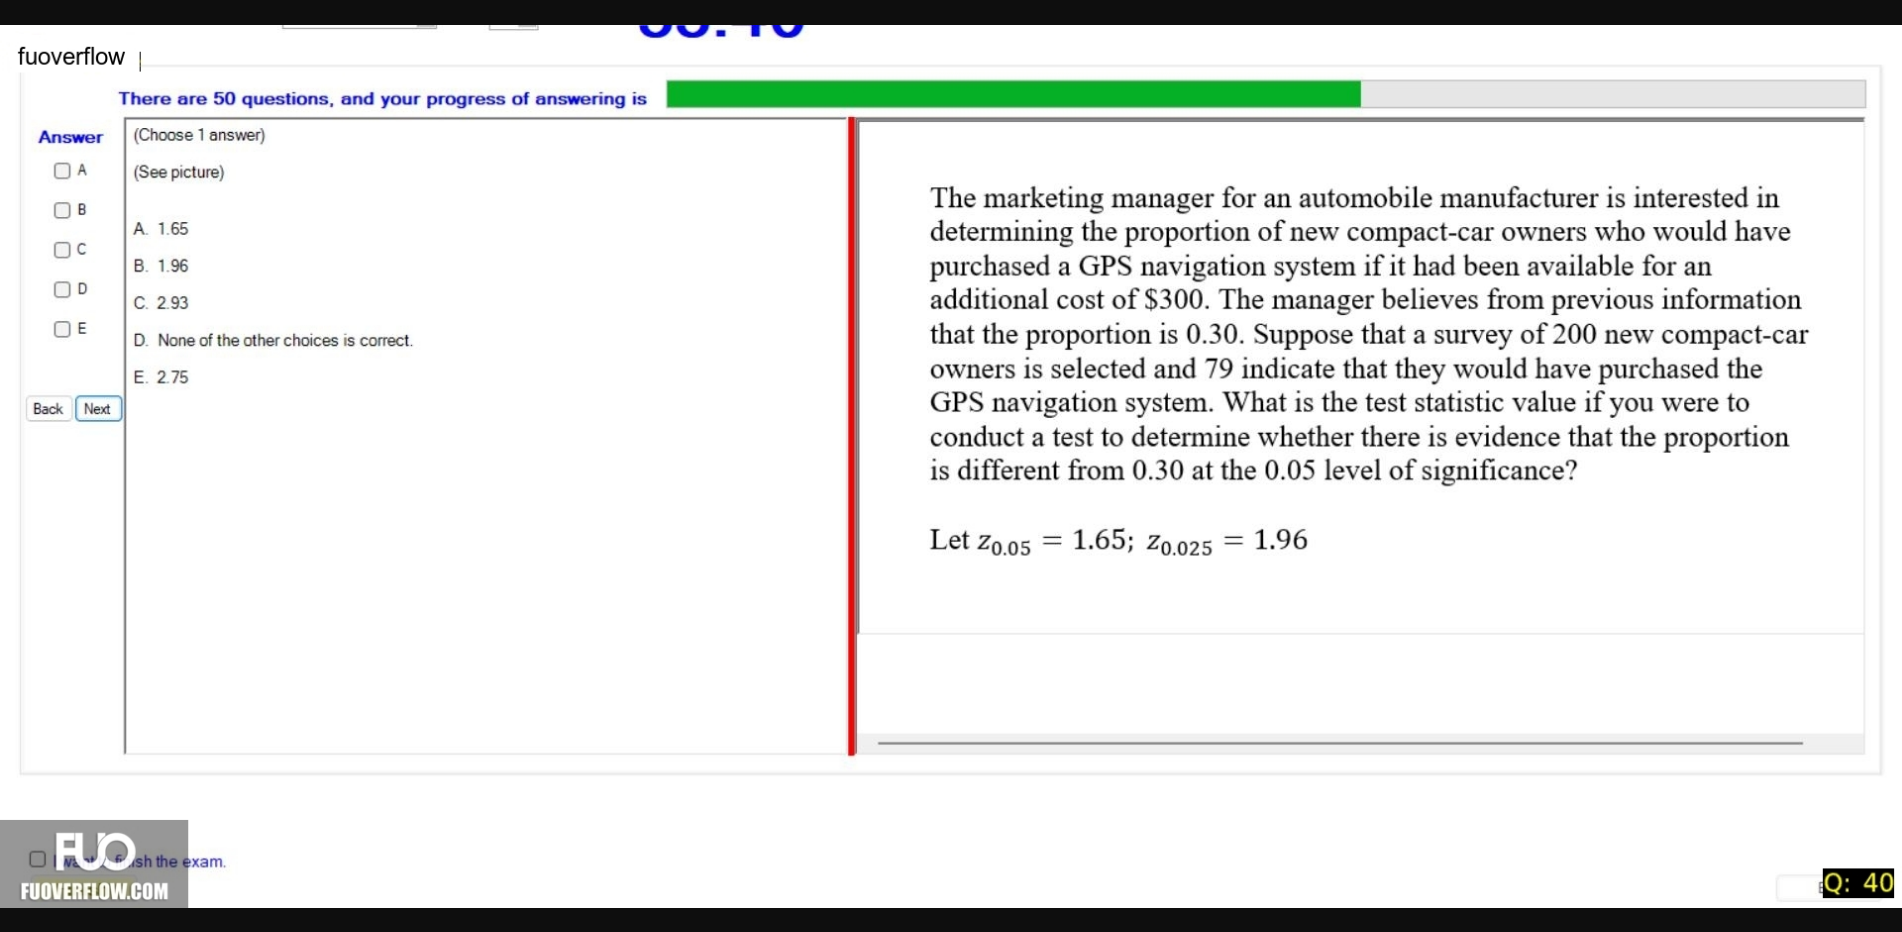 fuoverflow
There are 50 questions, and your progress of answering is
Answer
A
B
C
D
E
Back
Next
(Choose 1 answer)
(See picture)
A. 1.65
B. 1.96
C. 2.93
D. None of the other choices is correct.
E. 2.75
The marketing manager for an automobile manufacturer is interested in
determining the proportion of new compact-car owners who would have
purchased a GPS navigation system if it had been available for an
additional cost of $300. The manager believes from previous information
that the proportion is 0.30. Suppose that a survey of 200 new compact-car
owners is selected and 79 indicate that they would have purchased the
GPS navigation system. What is the test statistic value if you were to
conduct a test to determine whether there is evidence that the proportion
is different from 0.30 at the 0.05 level of significance?
Let z₀.₀₅ = 1.65; z₀.₀₂₅ = 1.96
FUO
the exam.
FUOVERFLOW.COM
Q: 40